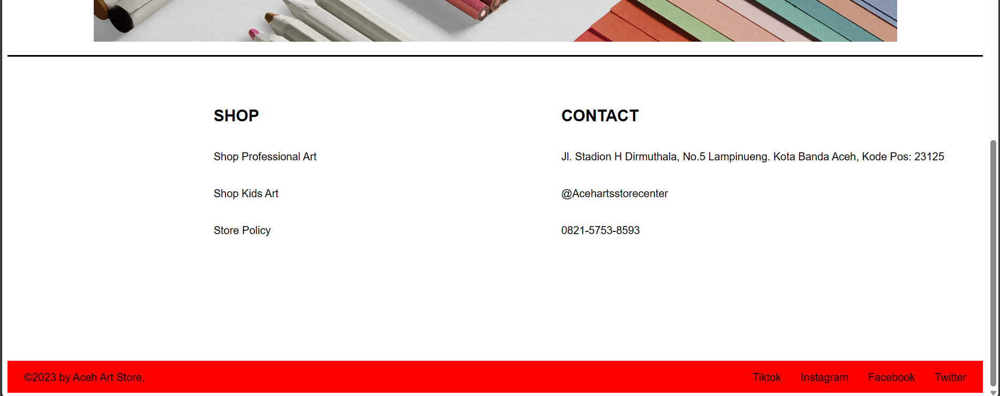 SHOP
Shop Professional Art
Shop Kids Art
Store Policy
CONTACT
Jl. Stadion H Dirmuthala, No.5 Lampinueng. Kota Banda Aceh, Kode Pos: 23125
@Acehartsstorecenter
0821-5753-8593
©2023 by Aceh Art Store,
Tiktok Instagram Facebook Twitter